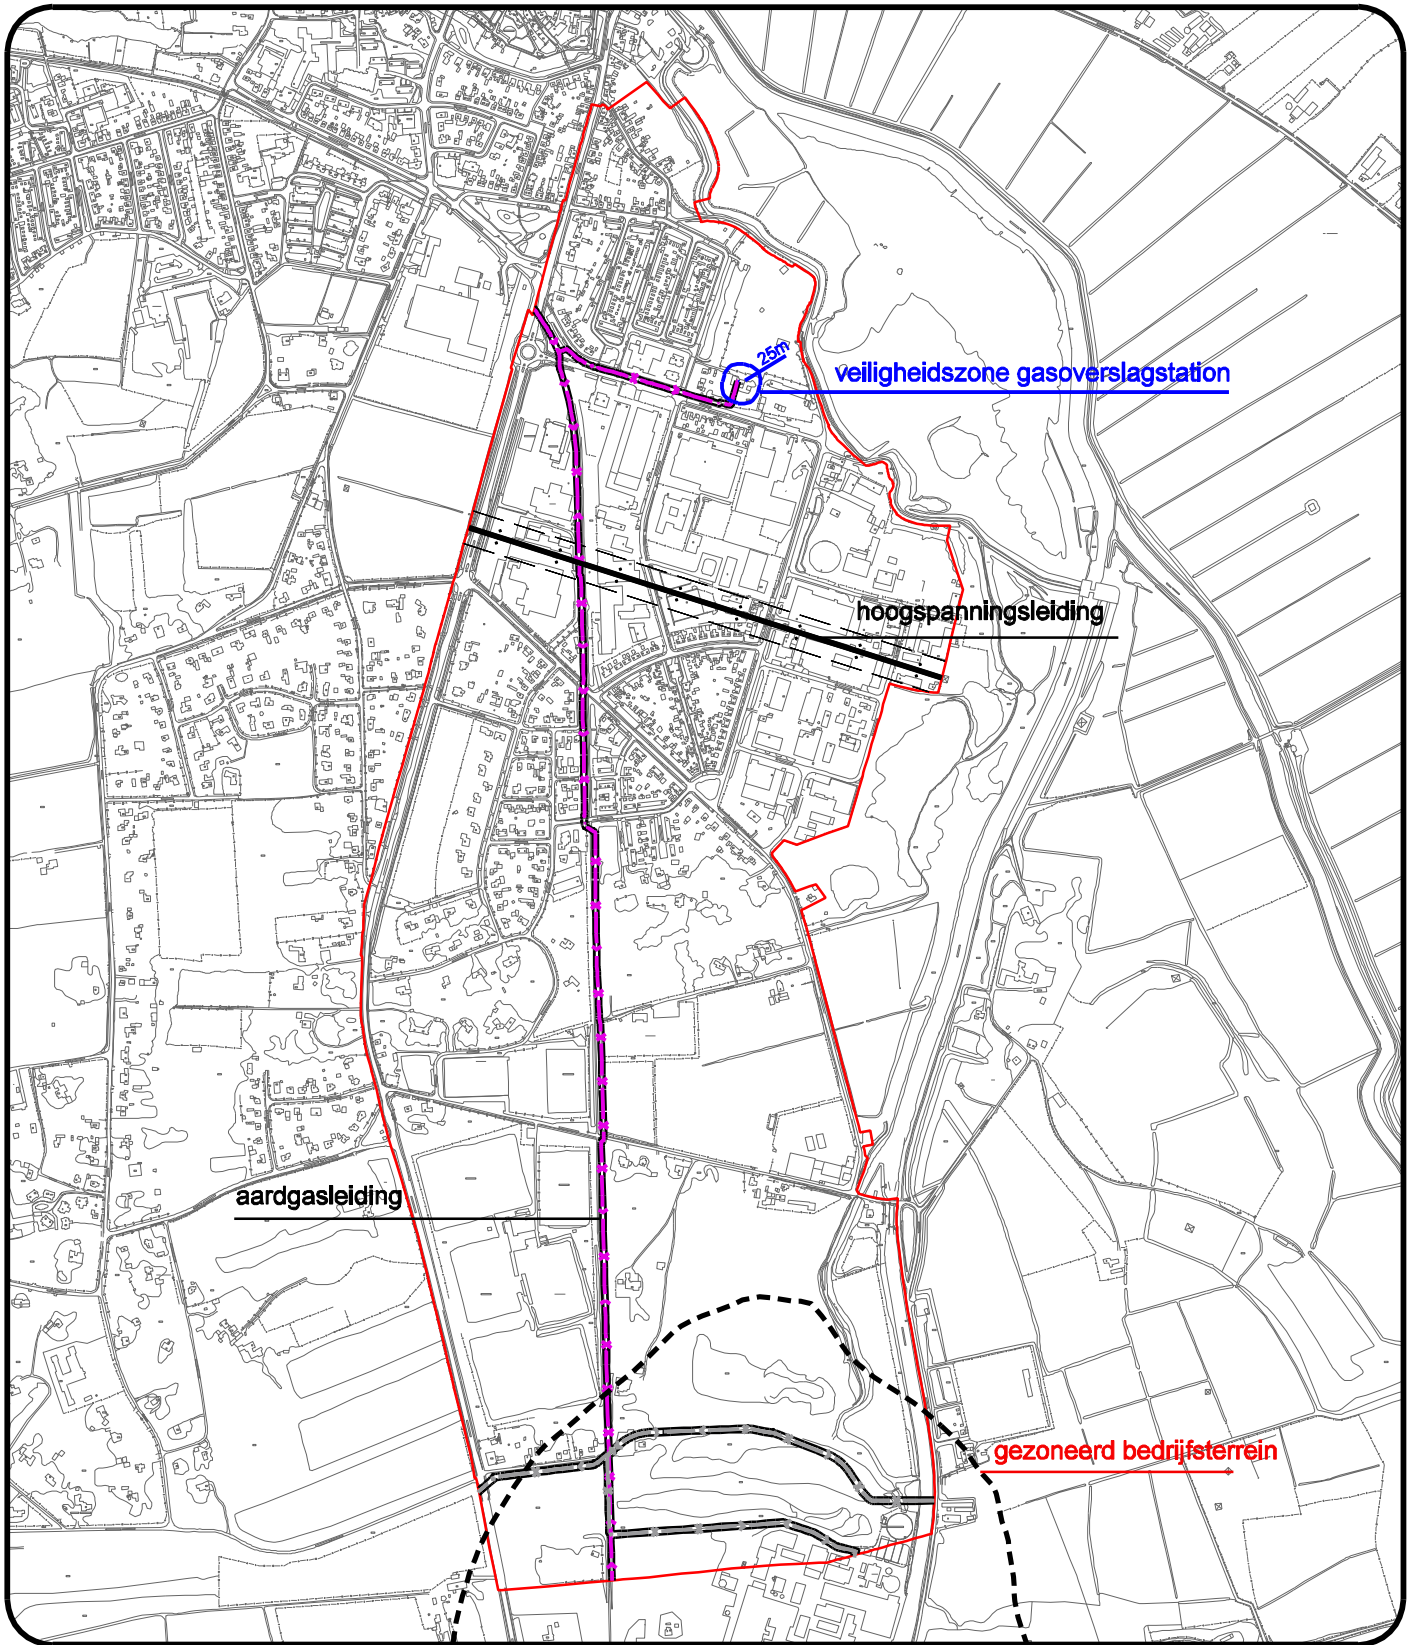 25m
veiligheidszone gasoverslagstation
hoogspanningsleiding
aardgasleiding
gezoneerd bedrijfsterrein